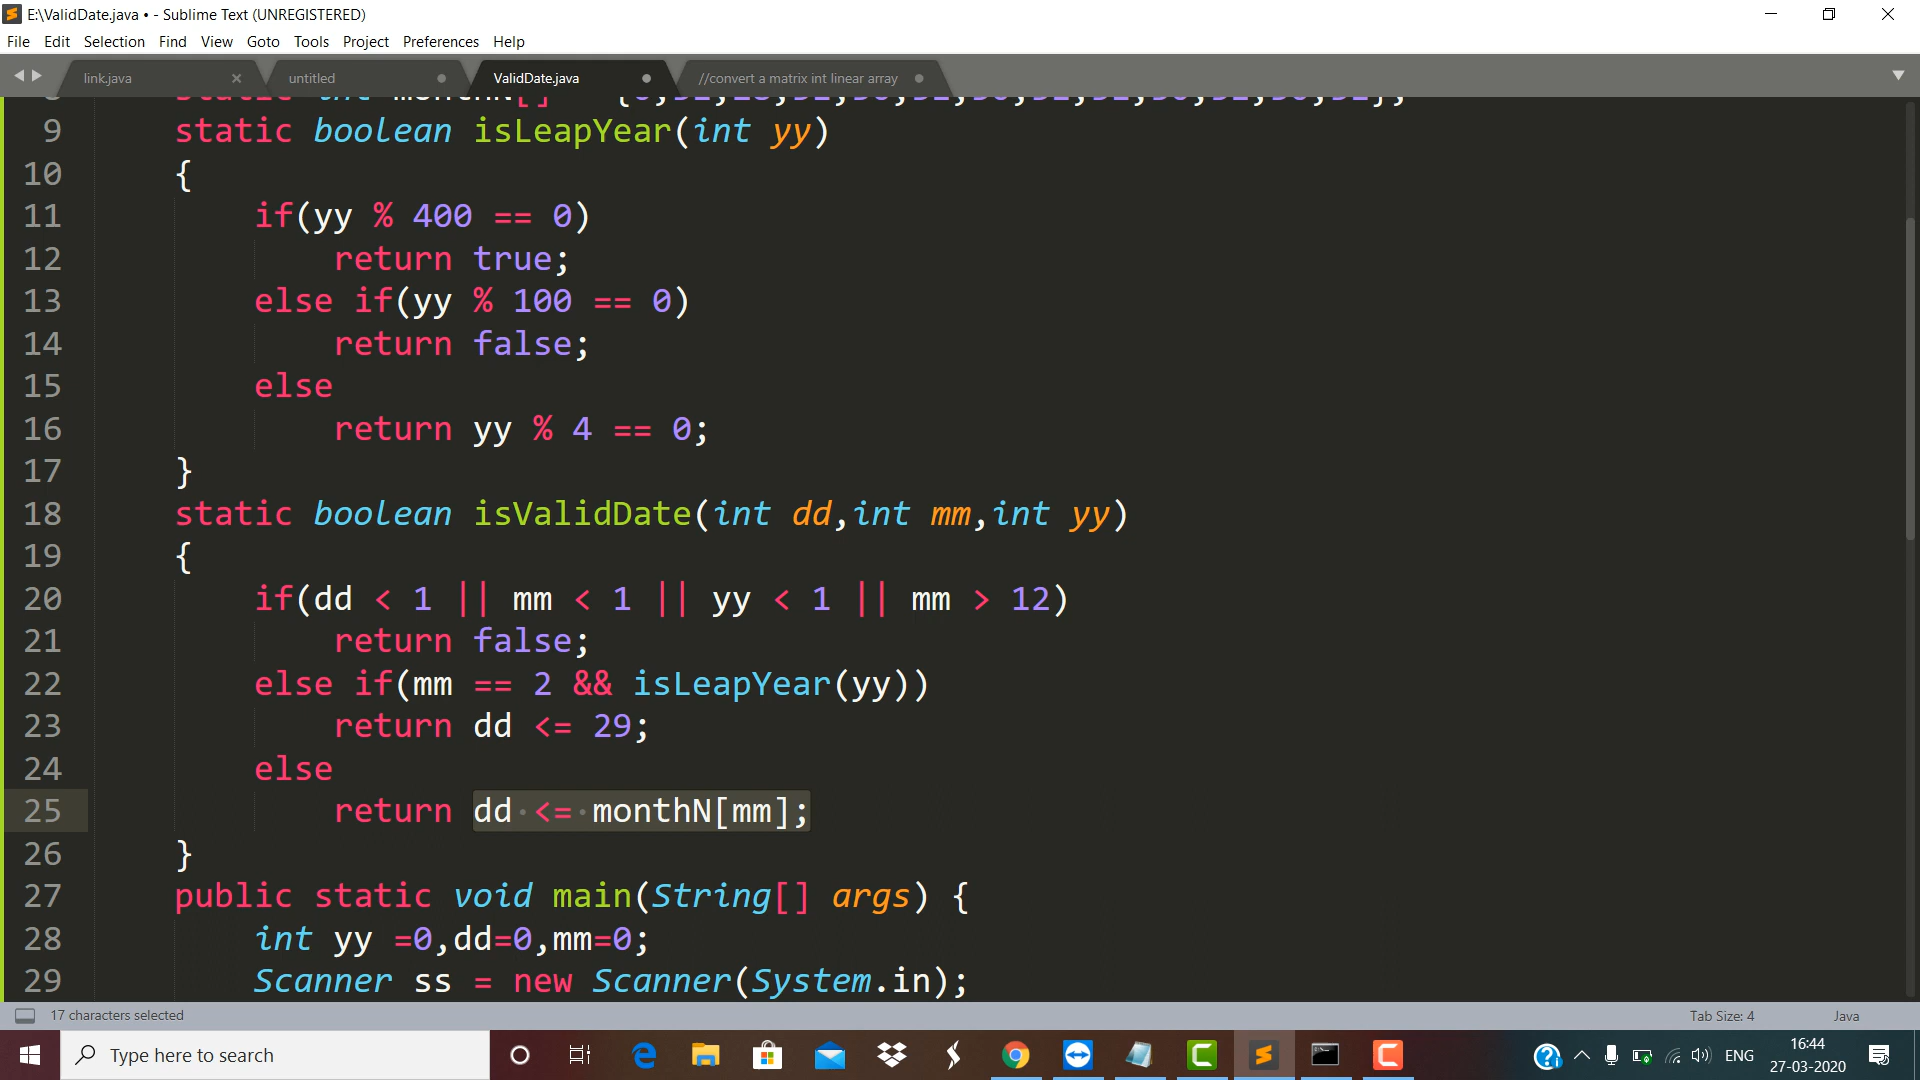 E:\ValidDate.java • - Sublime Text (UNREGISTERED)
File Edit Selection Find View Goto Tools Project Preferences Help
link.java untitled ValidDate.java //convert a matrix int linear array
9 static boolean isLeapYear(int yy)
10 {
11 if(yy % 400 == 0)
12 return true;
13 else if(yy % 100 == 0)
14 return false;
15 else
16 return yy % 4 == 0;
17 }
18 static boolean isValidDate(int dd,int mm,int yy)
19 {
20 if(dd < 1 || mm < 1 || yy < 1 || mm > 12)
21 return false;
22 else if(mm == 2 && isLeapYear(yy))
23 return dd <= 29;
24 else
25 return dd <= monthN[mm];
26 }
27 public static void main(String[] args) {
28 int yy =0,dd=0,mm=0;
29 Scanner ss = new Scanner(System.in);
17 characters selected Tab Size: 4 Java
Type here to search ENG 16:44
27-03-2020